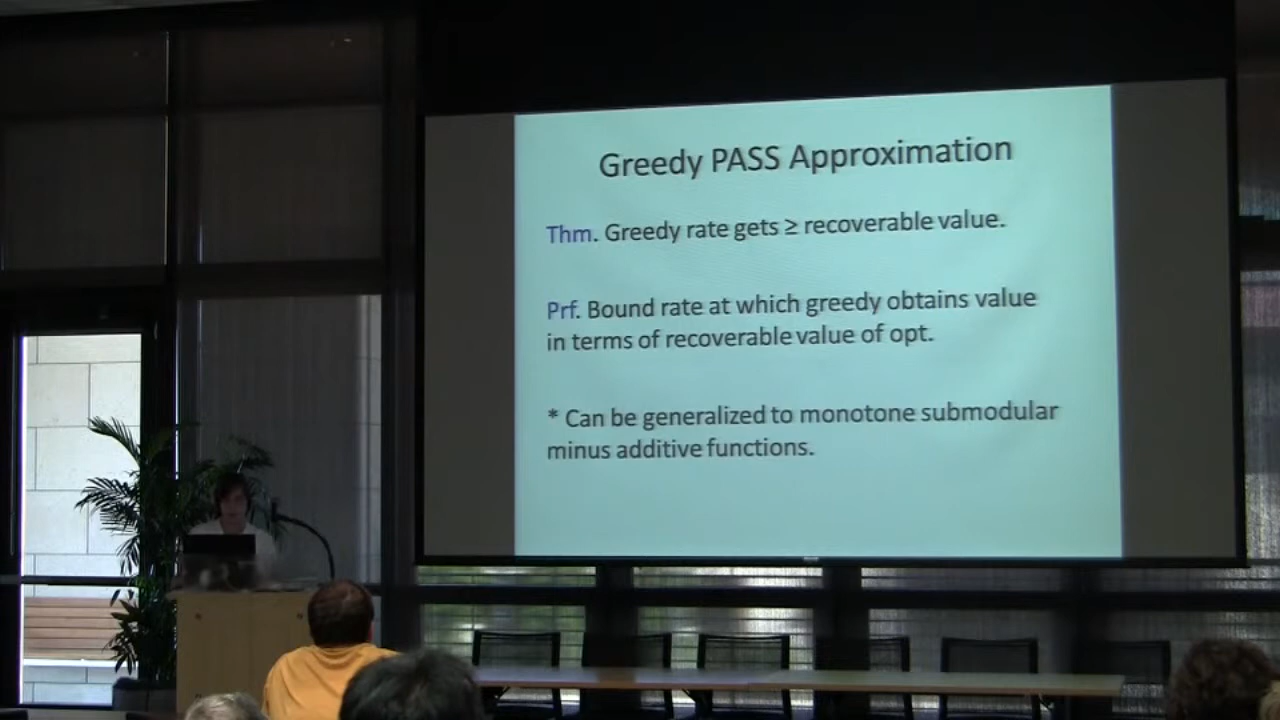 Greedy PASS Approximation
Thm. Greedy rate gets ≥ recoverable value.
Prf. Bound rate at which greedy obtains value
in terms of recoverable value of opt.
* Can be generalized to monotone submodular
minus additive functions.